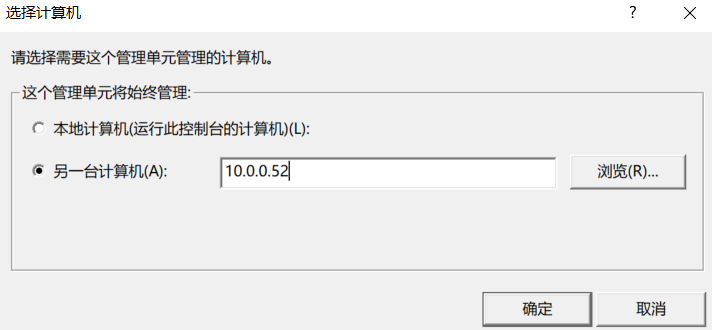 选择计算机
请选择需要这个管理单元管理的计算机。
这个管理单元将始终管理:
本地计算机(运行此控制台的计算机)(L):
另一台计算机(A): 10.0.0.52 浏览(R)...
确定 取消